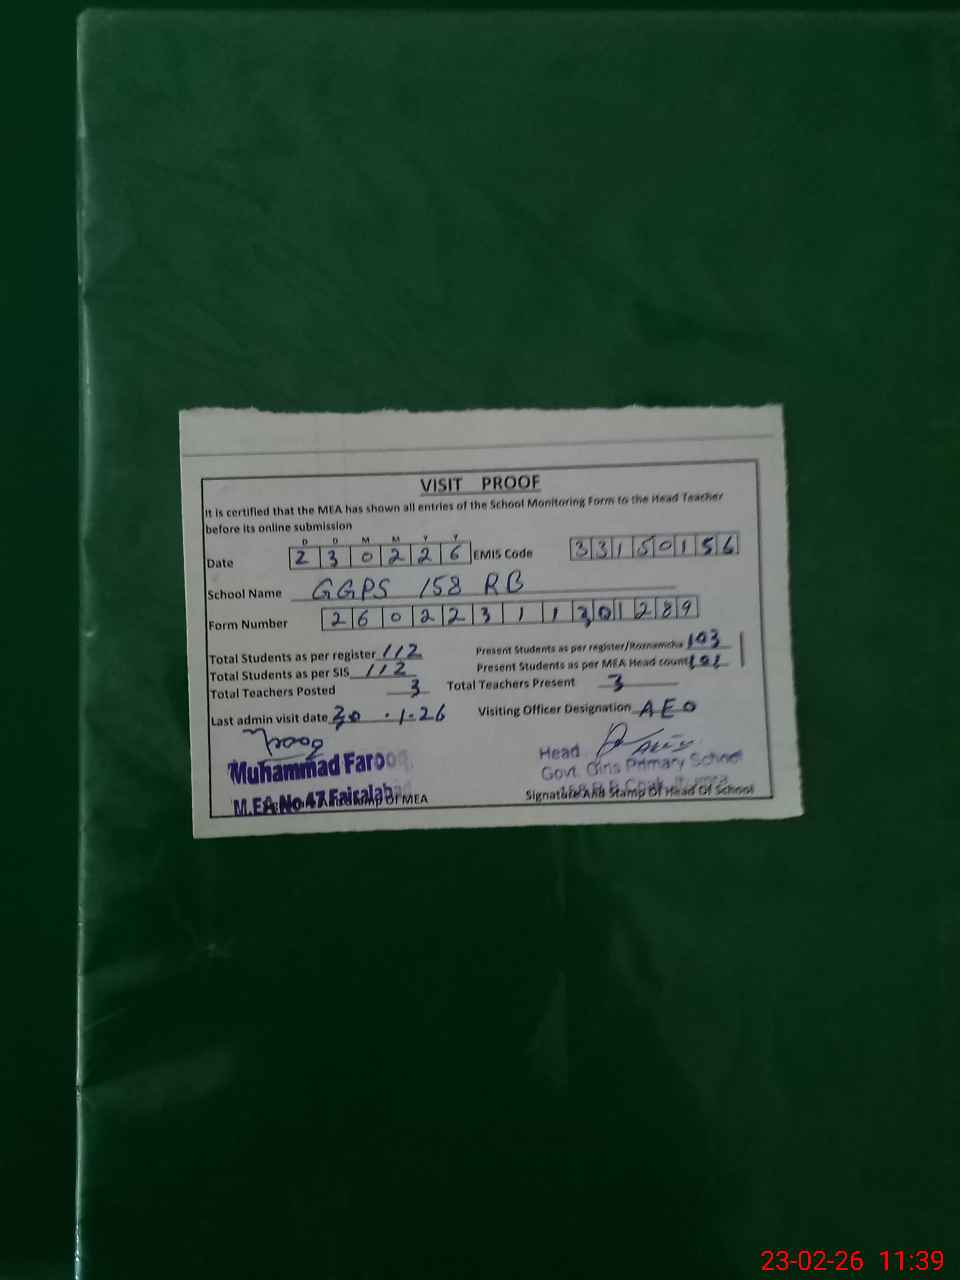 VISIT PROOF
It is certified that the MEA has shown all entries of the School Monitoring Form to the Head Teacher
before its online submission
D D M M Y Y
Date 2 3 0 2 2 6 EMIS Code 3 3 1 5 0 1 5 6
School Name GGPS 158 RB
Form Number 2 6 0 2 2 3 1 1 3 0 1 2 8 9
Total Students as per register 112 Present Students as per register/Roznamcha 103
Total Students as per SIS 112 Present Students as per MEA Head count
Total Teachers Posted 3 Total Teachers Present 3
Last admin visit date 30.1.26 Visiting Officer Designation AEO
Farooq
Muhammad Farooq
M.E.A No 47 Faisalabad
Stamp Of MEA
Head
Govt. Girls Primary School
158 R.B
Signature And Stamp Of Head Of School
23-02-26 11:39